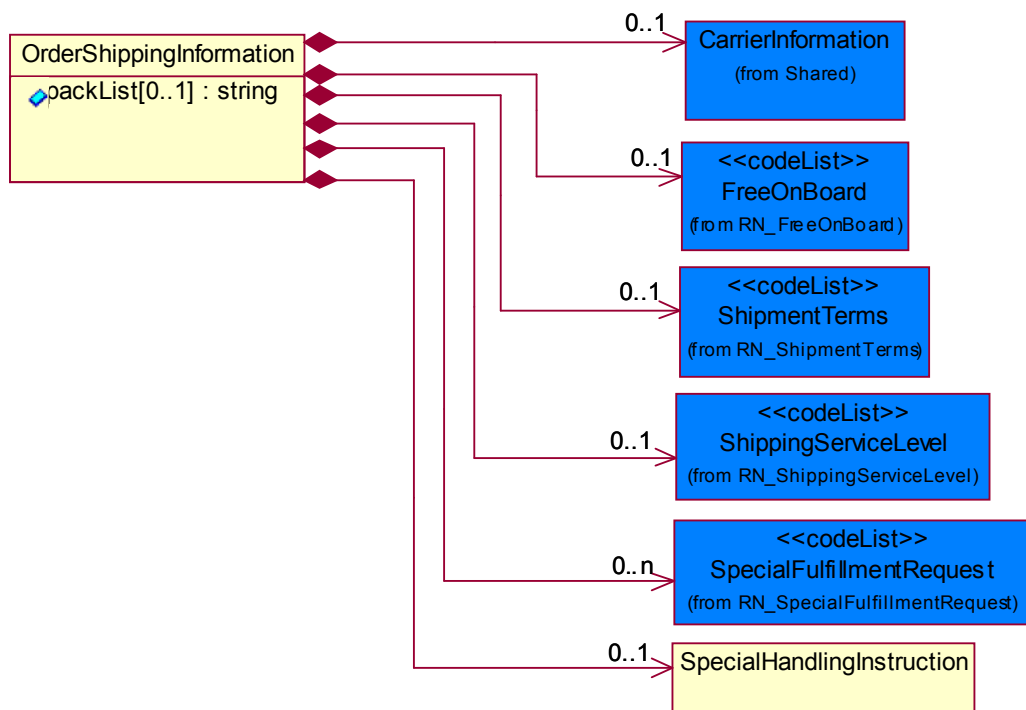 OrderShippingInformation
packList[0..1] : string
0..1
CarrierInformation
(from Shared)
0..1
<<codeList>>
FreeOnBoard
(from RN_FreeOnBoard)
0..1
<<codeList>>
ShipmentTerms
(from RN_ShipmentTerms)
0..1
<<codeList>>
ShippingServiceLevel
(from RN_ShippingServiceLevel)
0..n
<<codeList>>
SpecialFulfillmentRequest
(from RN_SpecialFulfillmentRequest)
0..1
SpecialHandlingInstruction